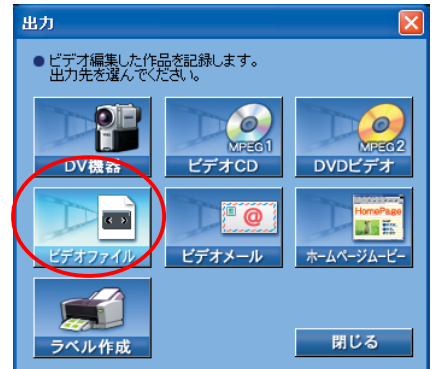 出力
●ビデオ編集した作品を記録します。
出力先を選んでください。
MPEG1
MPEG2
DV機器
ビデオCD
DVDビデオ
< >
@
HomePage
ビデオファイル
ビデオメール
ホームページムービー
ラベル作成
閉じる